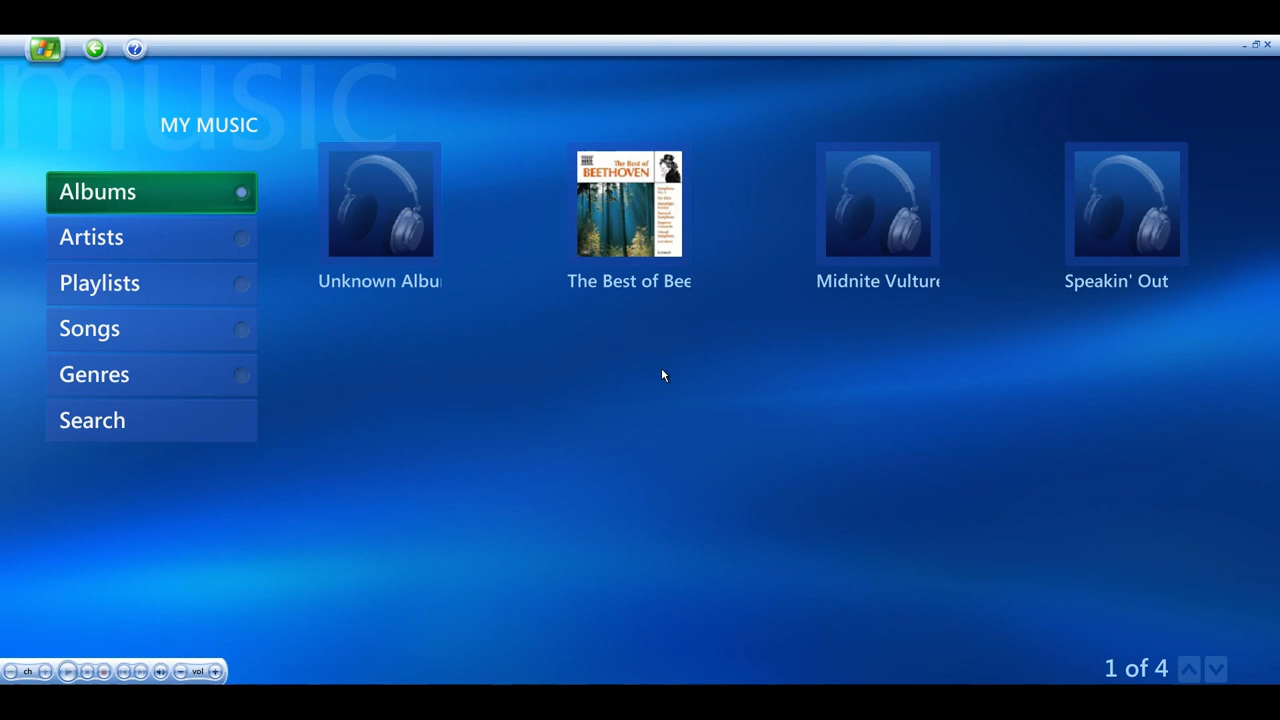 music
MY MUSIC
Albums
Artists
Playlists
Songs
Genres
Search
The Best of
BEETHOVEN
Unknown Albu
The Best of Bee
Midnite Vulture
Speakin' Out
ch
vol
1 of 4